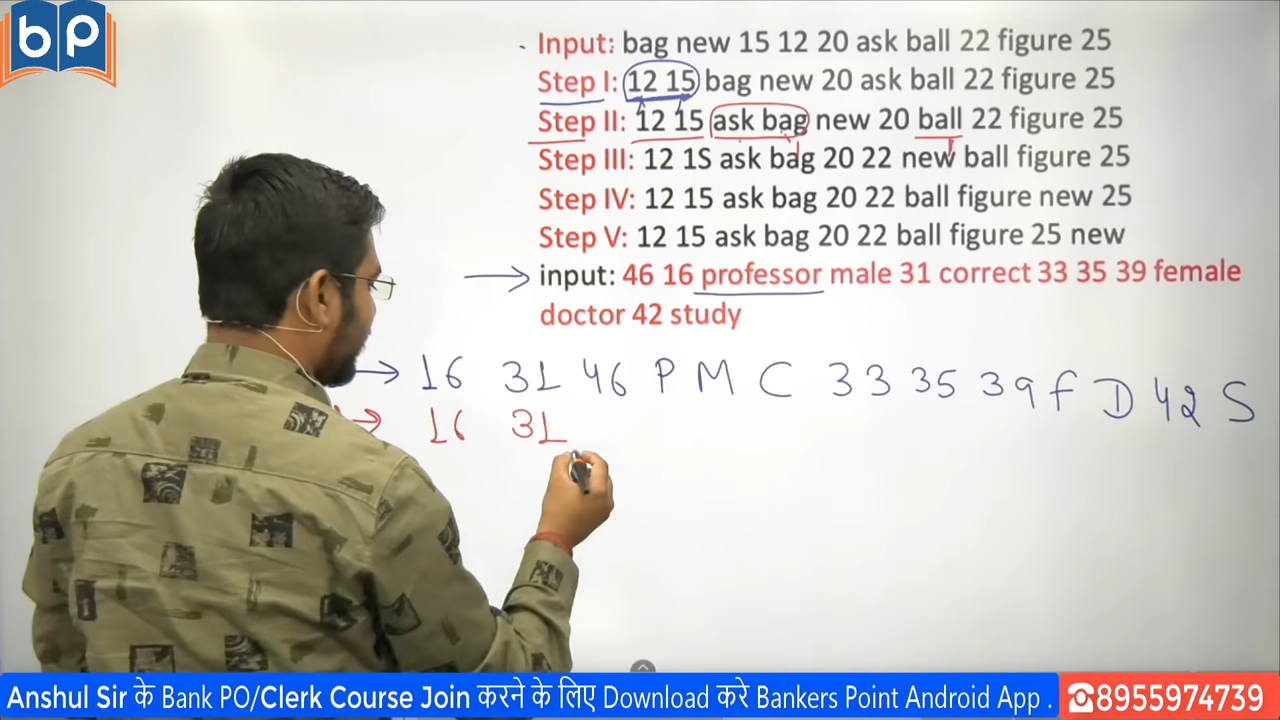 bp
Input: bag new 15 12 20 ask ball 22 figure 25
Step I: 12 15 bag new 20 ask ball 22 figure 25
Step II: 12 15 ask bag new 20 ball 22 figure 25
Step III: 12 1S ask bag 20 22 new ball figure 25
Step IV: 12 15 ask bag 20 22 ball figure new 25
Step V: 12 15 ask bag 20 22 ball figure 25 new
input: 46 16 professor male 31 correct 33 35 39 female
doctor 42 study
16 31 46 P M C 33 35 39 f D 42 S
16 31
Anshul Sir के Bank PO/Clerk Course Join करने के लिए Download करे Bankers Point Android App . ☎8955974739